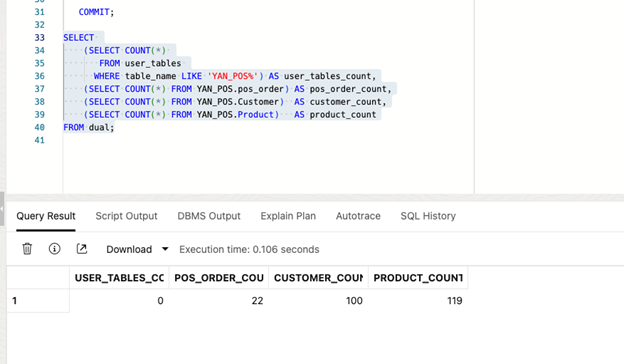 31 COMMIT;
32
33 SELECT
34 (SELECT COUNT(*)
35 FROM user_tables
36 WHERE table_name LIKE 'YAN_POS%') AS user_tables_count,
37 (SELECT COUNT(*) FROM YAN_POS.pos_order) AS pos_order_count,
38 (SELECT COUNT(*) FROM YAN_POS.Customer) AS customer_count,
39 (SELECT COUNT(*) FROM YAN_POS.Product) AS product_count
40 FROM dual;
41
Query Result Script Output DBMS Output Explain Plan Autotrace SQL History
Download Execution time: 0.106 seconds
USER_TABLES_CO POS_ORDER_COU CUSTOMER_COUN PRODUCT_COUNT
1 0 22 100 119